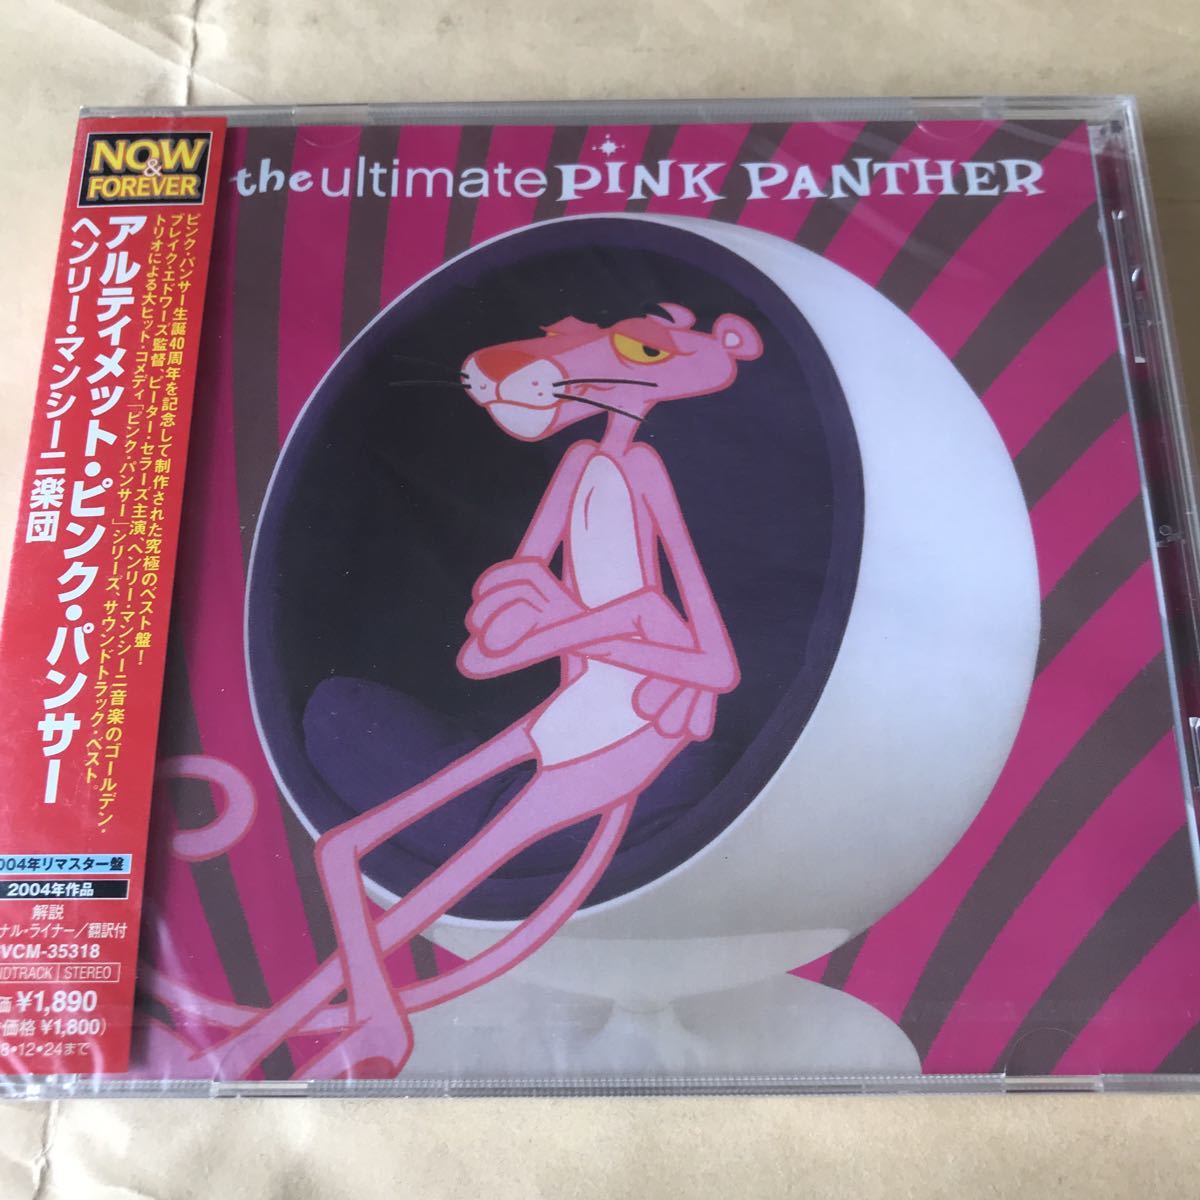 NOW
&
FOREVER
the ultimate PINK PANTHER
アルティメット・ピンク・パンサー
ヘンリー・マンシーニ楽団
ピンク・パンサー生誕40周年を記念して制作された究極のベスト盤!
ブレイク・エドワーズ監督、ピーター・セラーズ主演、ヘンリー・マンシーニ音楽のゴールデン・
トリオによる大ヒット・コメディ「ピンク・パンサー」シリーズ、サウンドトラック・ベスト。
004年リマスター盤
2004年作品
解説
ナル・ライナー/翻訳付
VCM-35318
NDTRACK STEREO
価 ¥1,890
価格 ¥1,800)
8・12・24まで